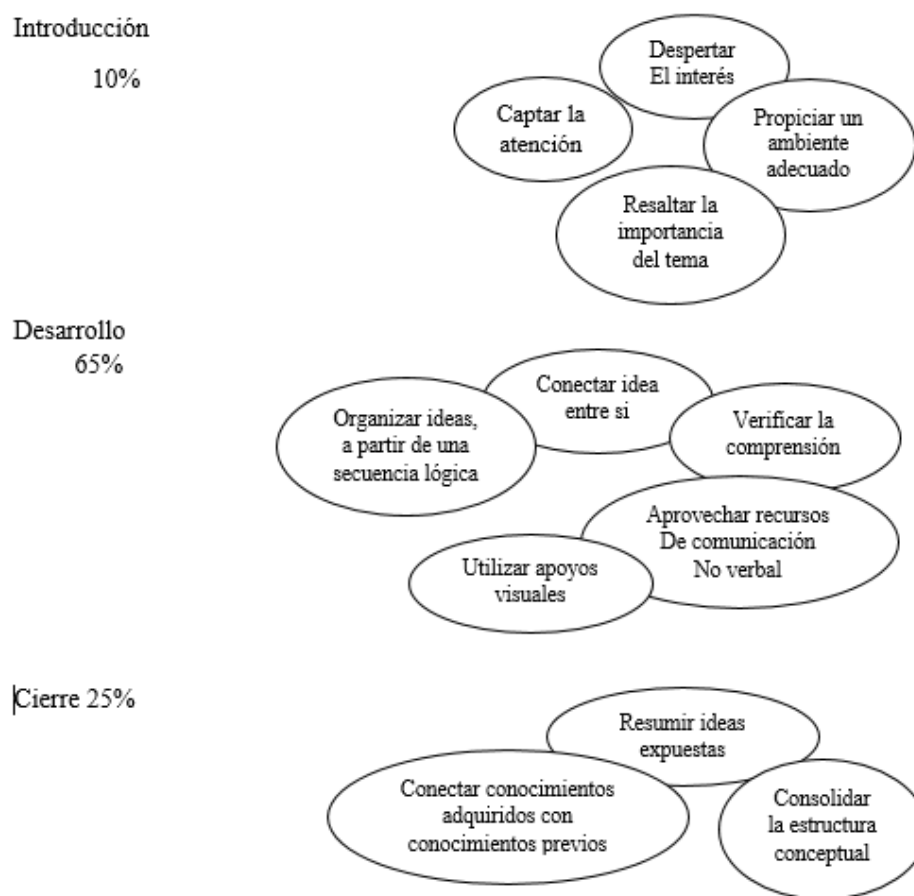 Introducción
10%
Despertar
El interés
Captar la
atención
Propiciar un
ambiente
adecuado
Resaltar la
importancia
del tema
Desarrollo
65%
Conectar idea
entre si
Organizar ideas,
a partir de una
secuencia lógica
Verificar la
comprensión
Aprovechar recursos
De comunicación
No verbal
Utilizar apoyos
visuales
Cierre 25%
Resumir ideas
expuestas
Conectar conocimientos
adquiridos con
conocimientos previos
Consolidar
la estructura
conceptual